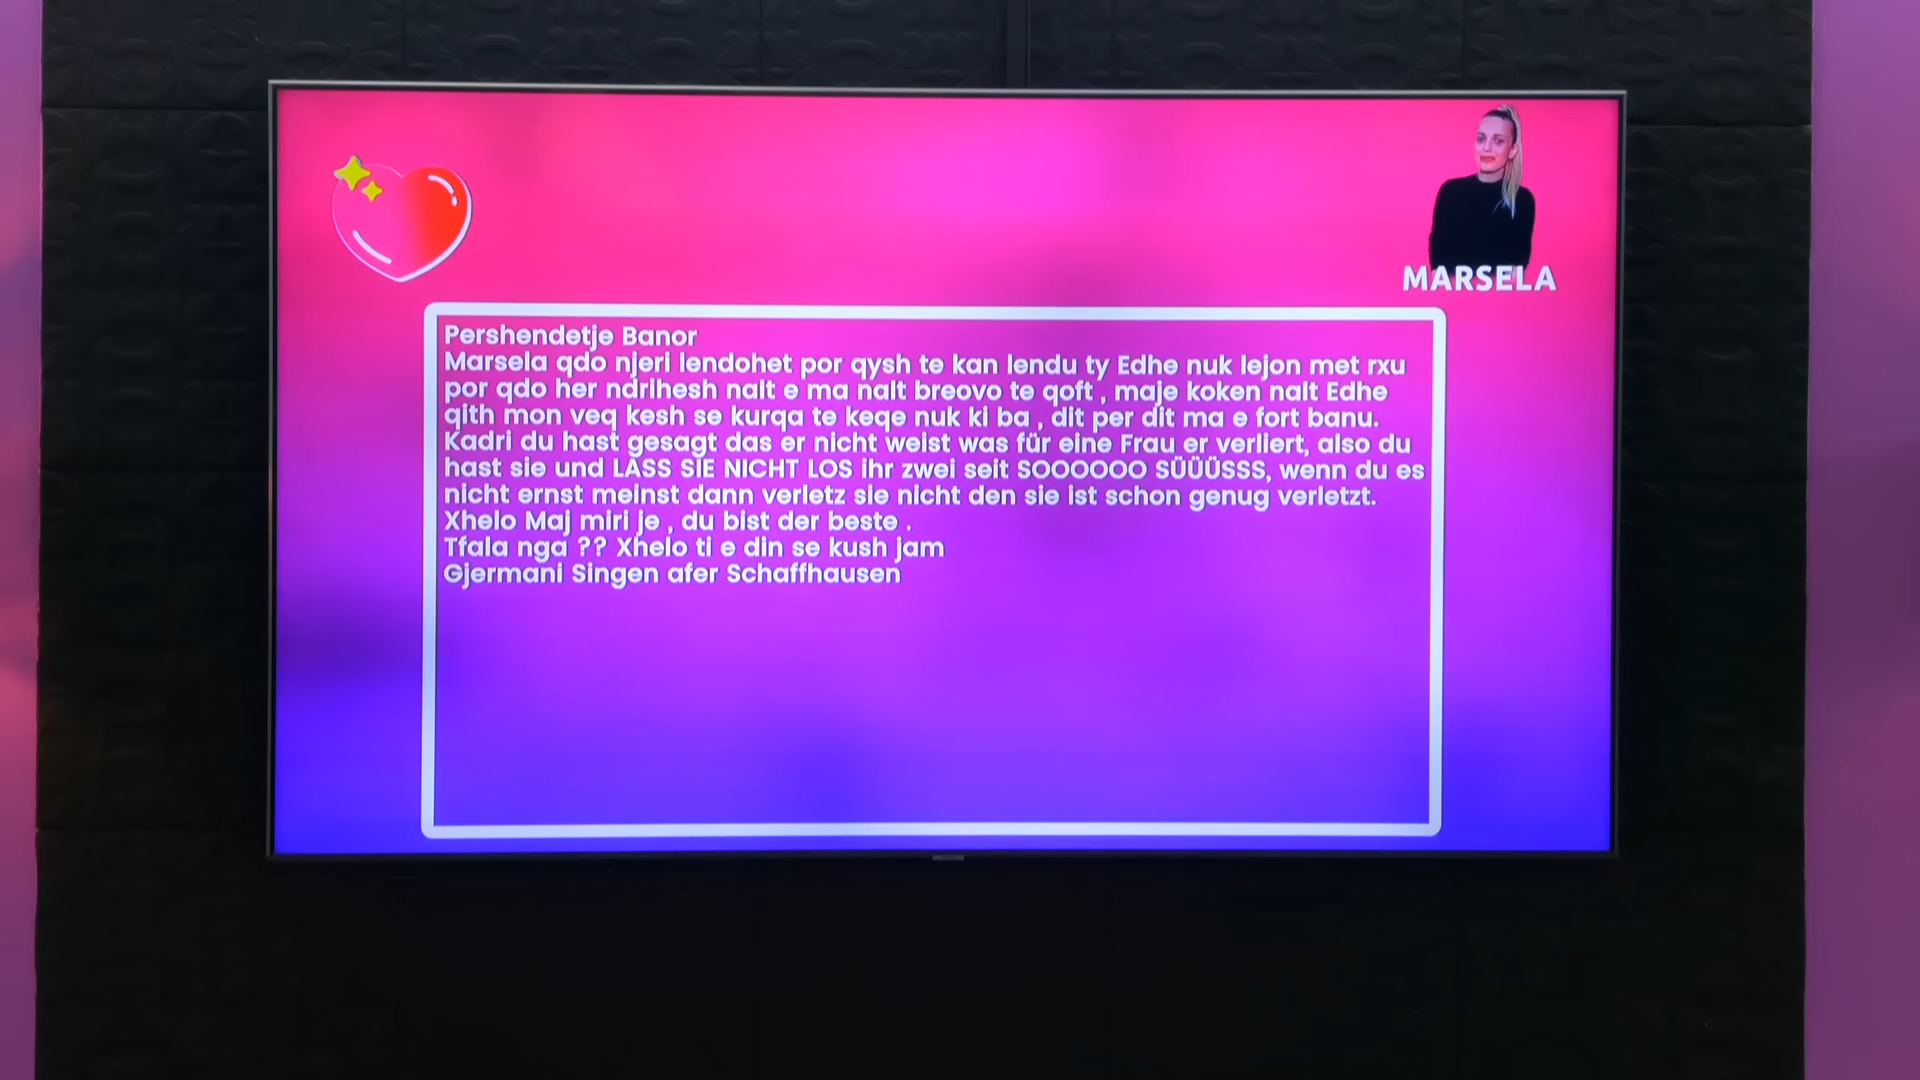 MARSELA
Pershendetje Banor
Marsela qdo njeri lendohet por qysh te kan lendu ty Edhe nuk lejon met rxu
por qdo her ndrihesh nalt e ma nalt breovo te qoft , maje koken nalt Edhe
qith mon veq kesh se kurqa te keqe nuk ki ba , dit per dit ma e fort banu.
Kadri du hast gesagt das er nicht weist was für eine Frau er verliert, also du
hast sie und LASS SIE NICHT LOS ihr zwei seit SOOOOOO SÜÜÜSSS, wenn du es
nicht ernst meinst dann verletz sie nicht den sie ist schon genug verletzt.
Xhelo Maj miri je , du bist der beste .
Tfala nga ?? Xhelo ti e din se kush jam
Gjermani Singen afer Schaffhausen